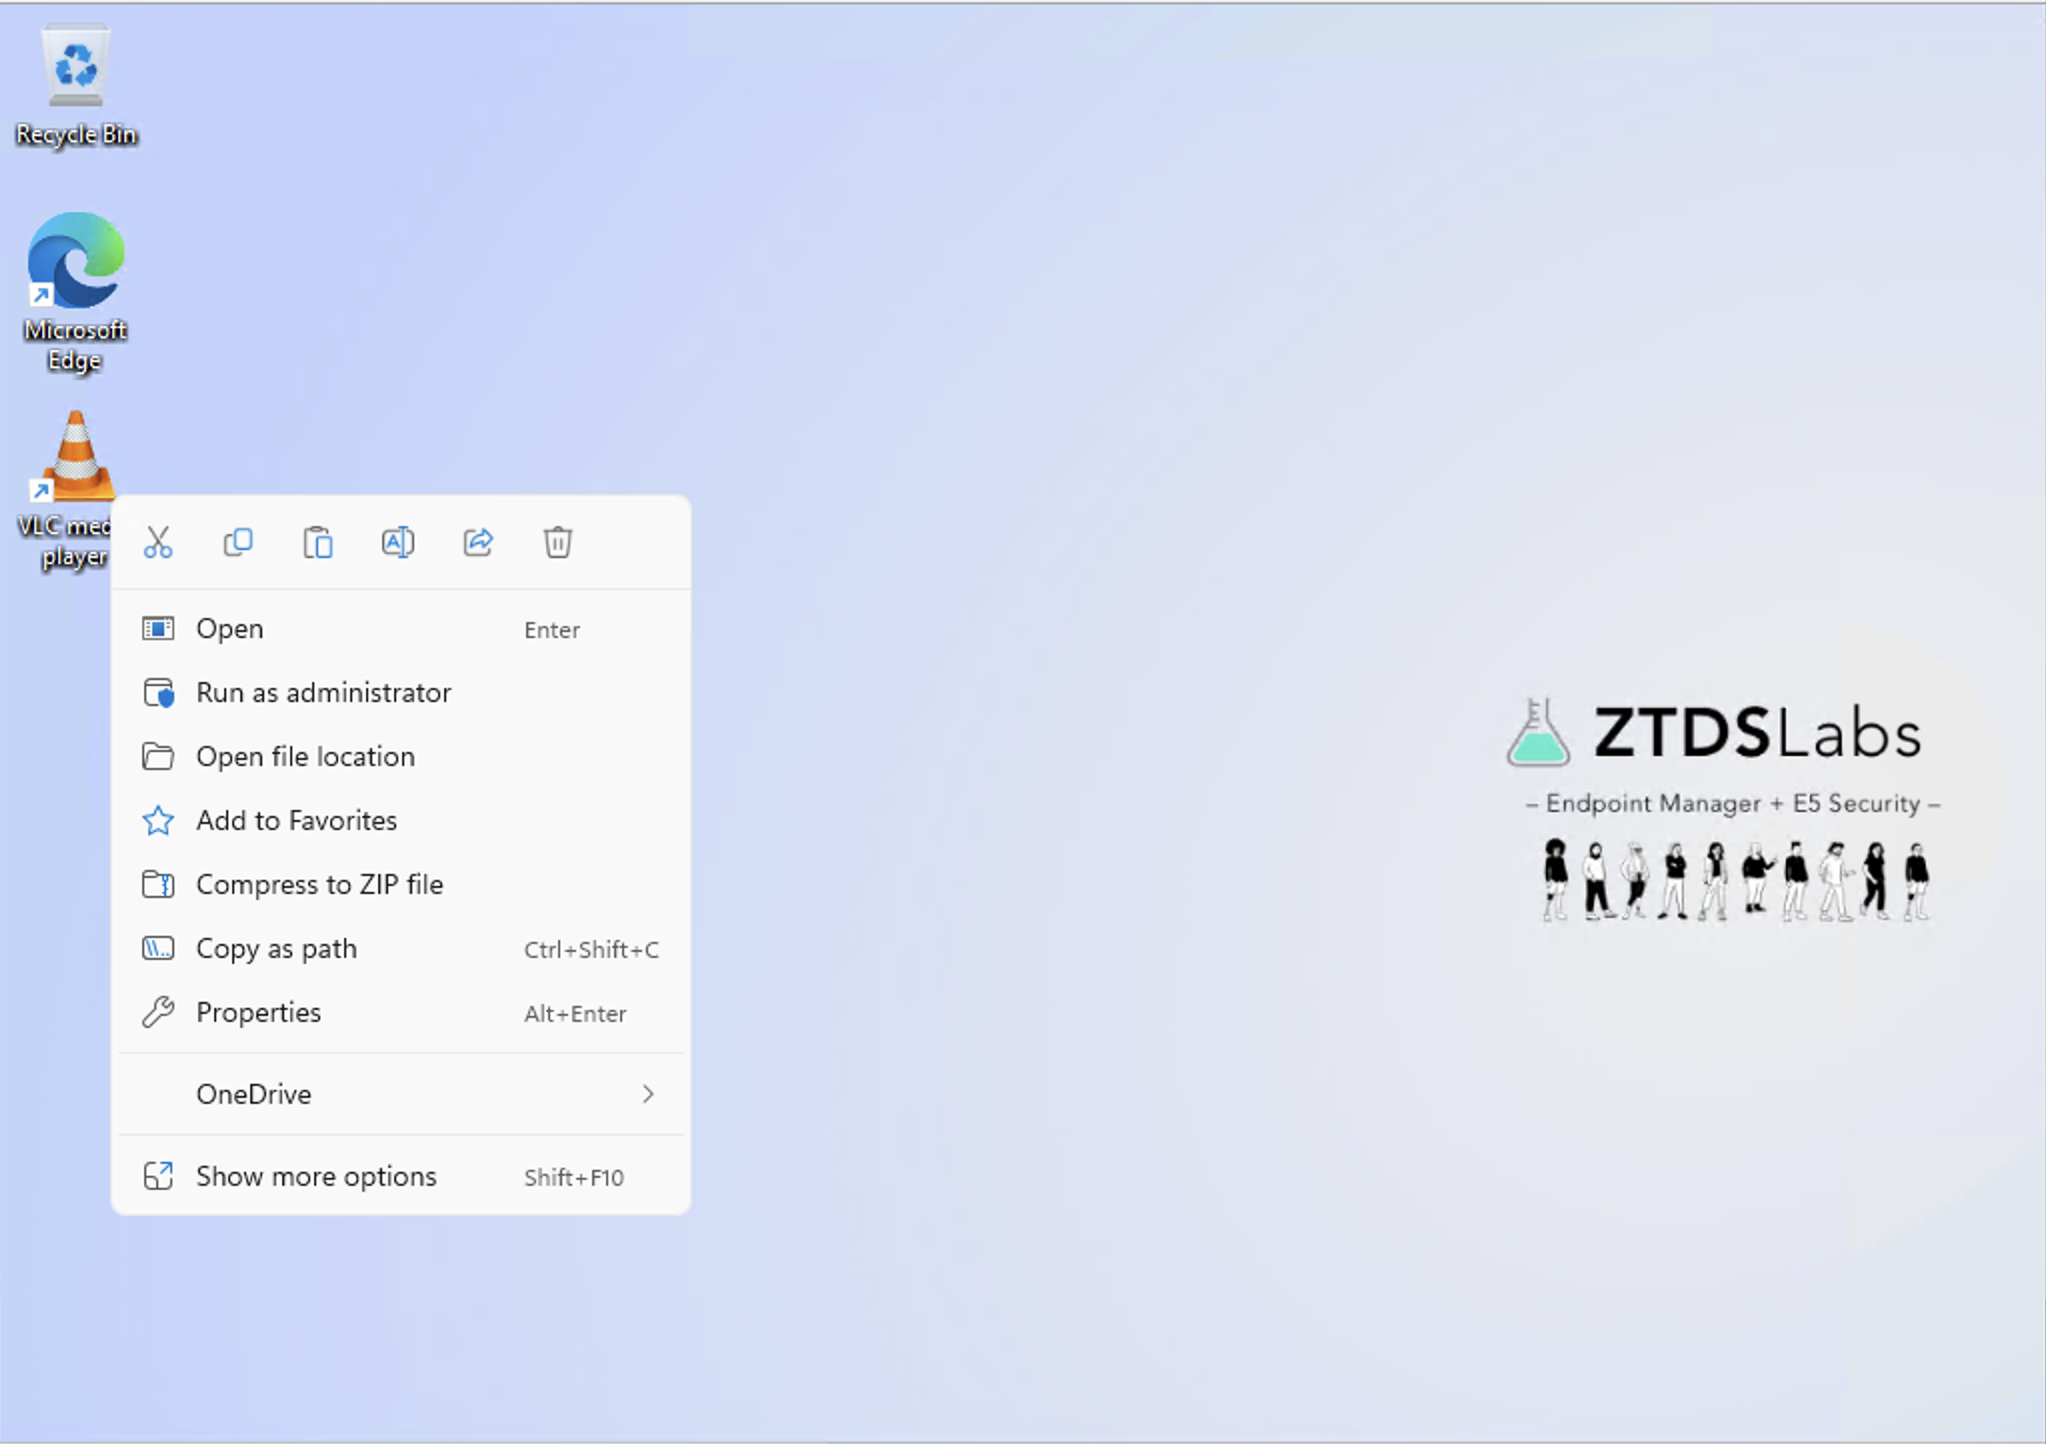 Recycle Bin
Microsoft
Edge
VLC med
player
Open Enter
Run as administrator
Open file location
Add to Favorites
Compress to ZIP file
Copy as path Ctrl+Shift+C
Properties Alt+Enter
OneDrive
Show more options Shift+F10
ZTDSLabs
– Endpoint Manager + E5 Security –